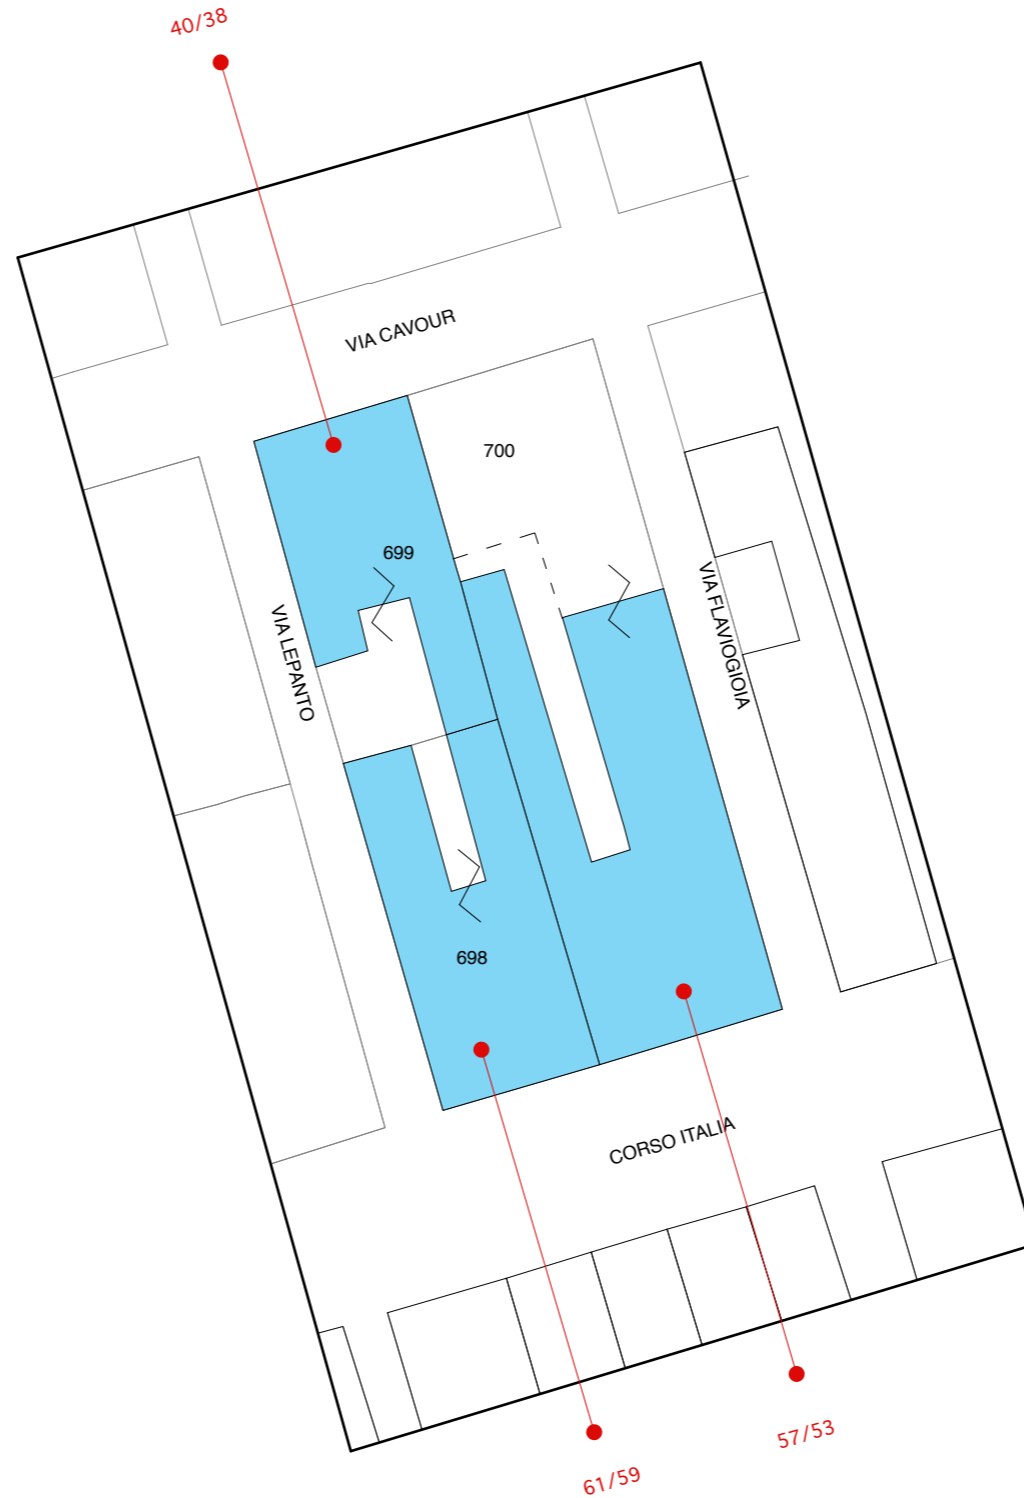 40/38
VIA CAVOUR
700
699
VIA LEPANTO
VIA FLAVIOGIOIA
698
CORSO ITALIA
57/53
61/59